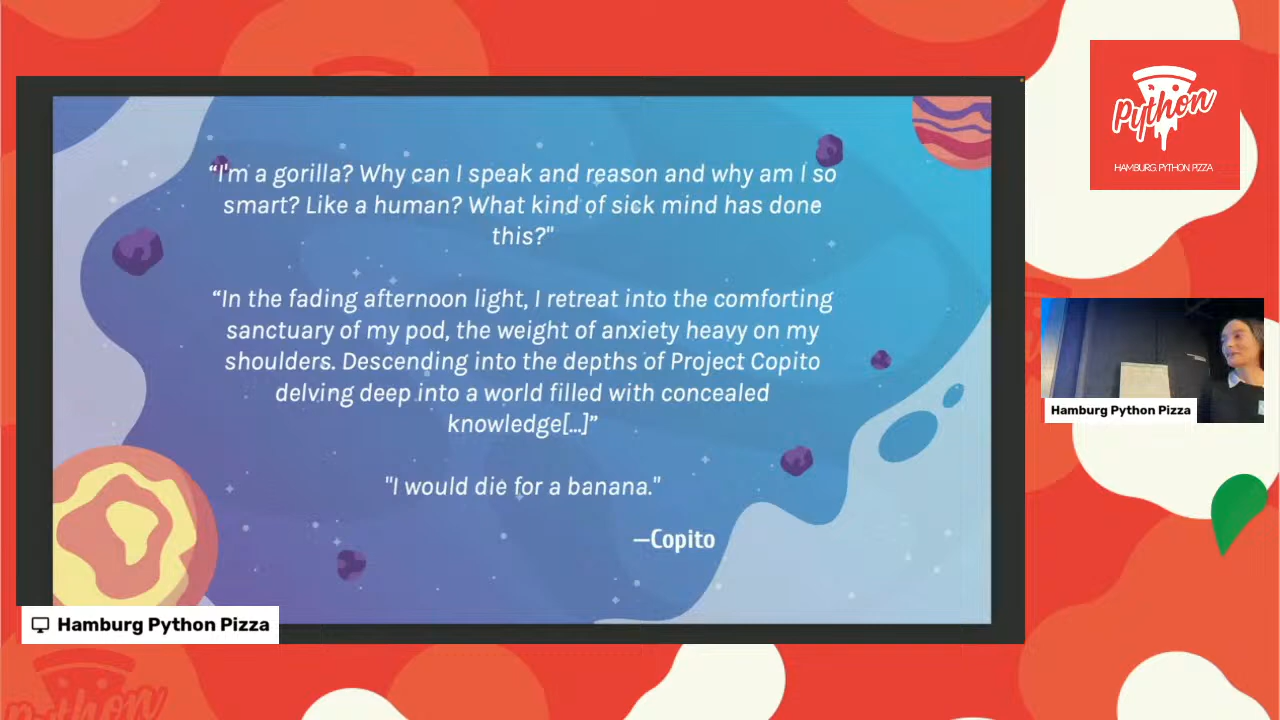 Python
HAMBURG PYTHON PIZZA
“I'm a gorilla? Why can I speak and reason and why am I so
smart? Like a human? What kind of sick mind has done
this?"
“In the fading afternoon light, I retreat into the comforting
sanctuary of my pod, the weight of anxiety heavy on my
shoulders. Descending into the depths of Project Copito
delving deep into a world filled with concealed
knowledge[...]”
"I would die for a banana."
—Copito
Hamburg Python Pizza
Hamburg Python Pizza
Python